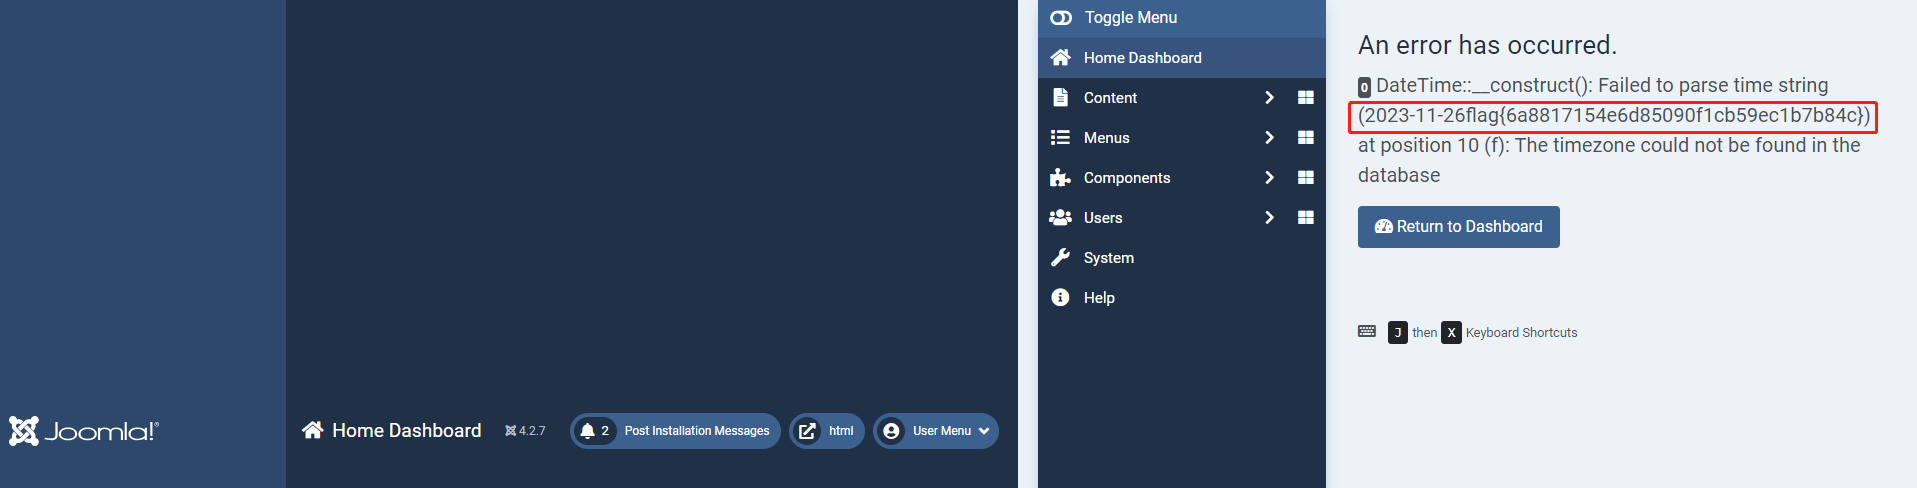 Joomla!®
Home Dashboard
4.2.7
2 Post Installation Messages
html
User Menu
Toggle Menu
Home Dashboard
Content
Menus
Components
Users
System
Help
An error has occurred.
0 DateTime::__construct(): Failed to parse time string
(2023-11-26flag{6a8817154e6d85090f1cb59ec1b7b84c})
at position 10 (f): The timezone could not be found in the
database
Return to Dashboard
J then X Keyboard Shortcuts